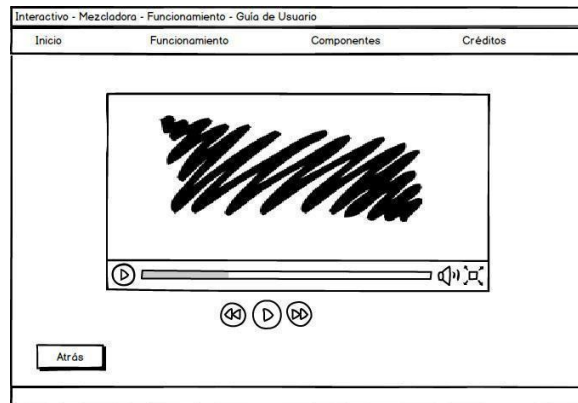 Interactivo - Mezcladora - Funcionamiento - Guía de Usuario
Inicio Funcionamiento Componentes Créditos
Atrás